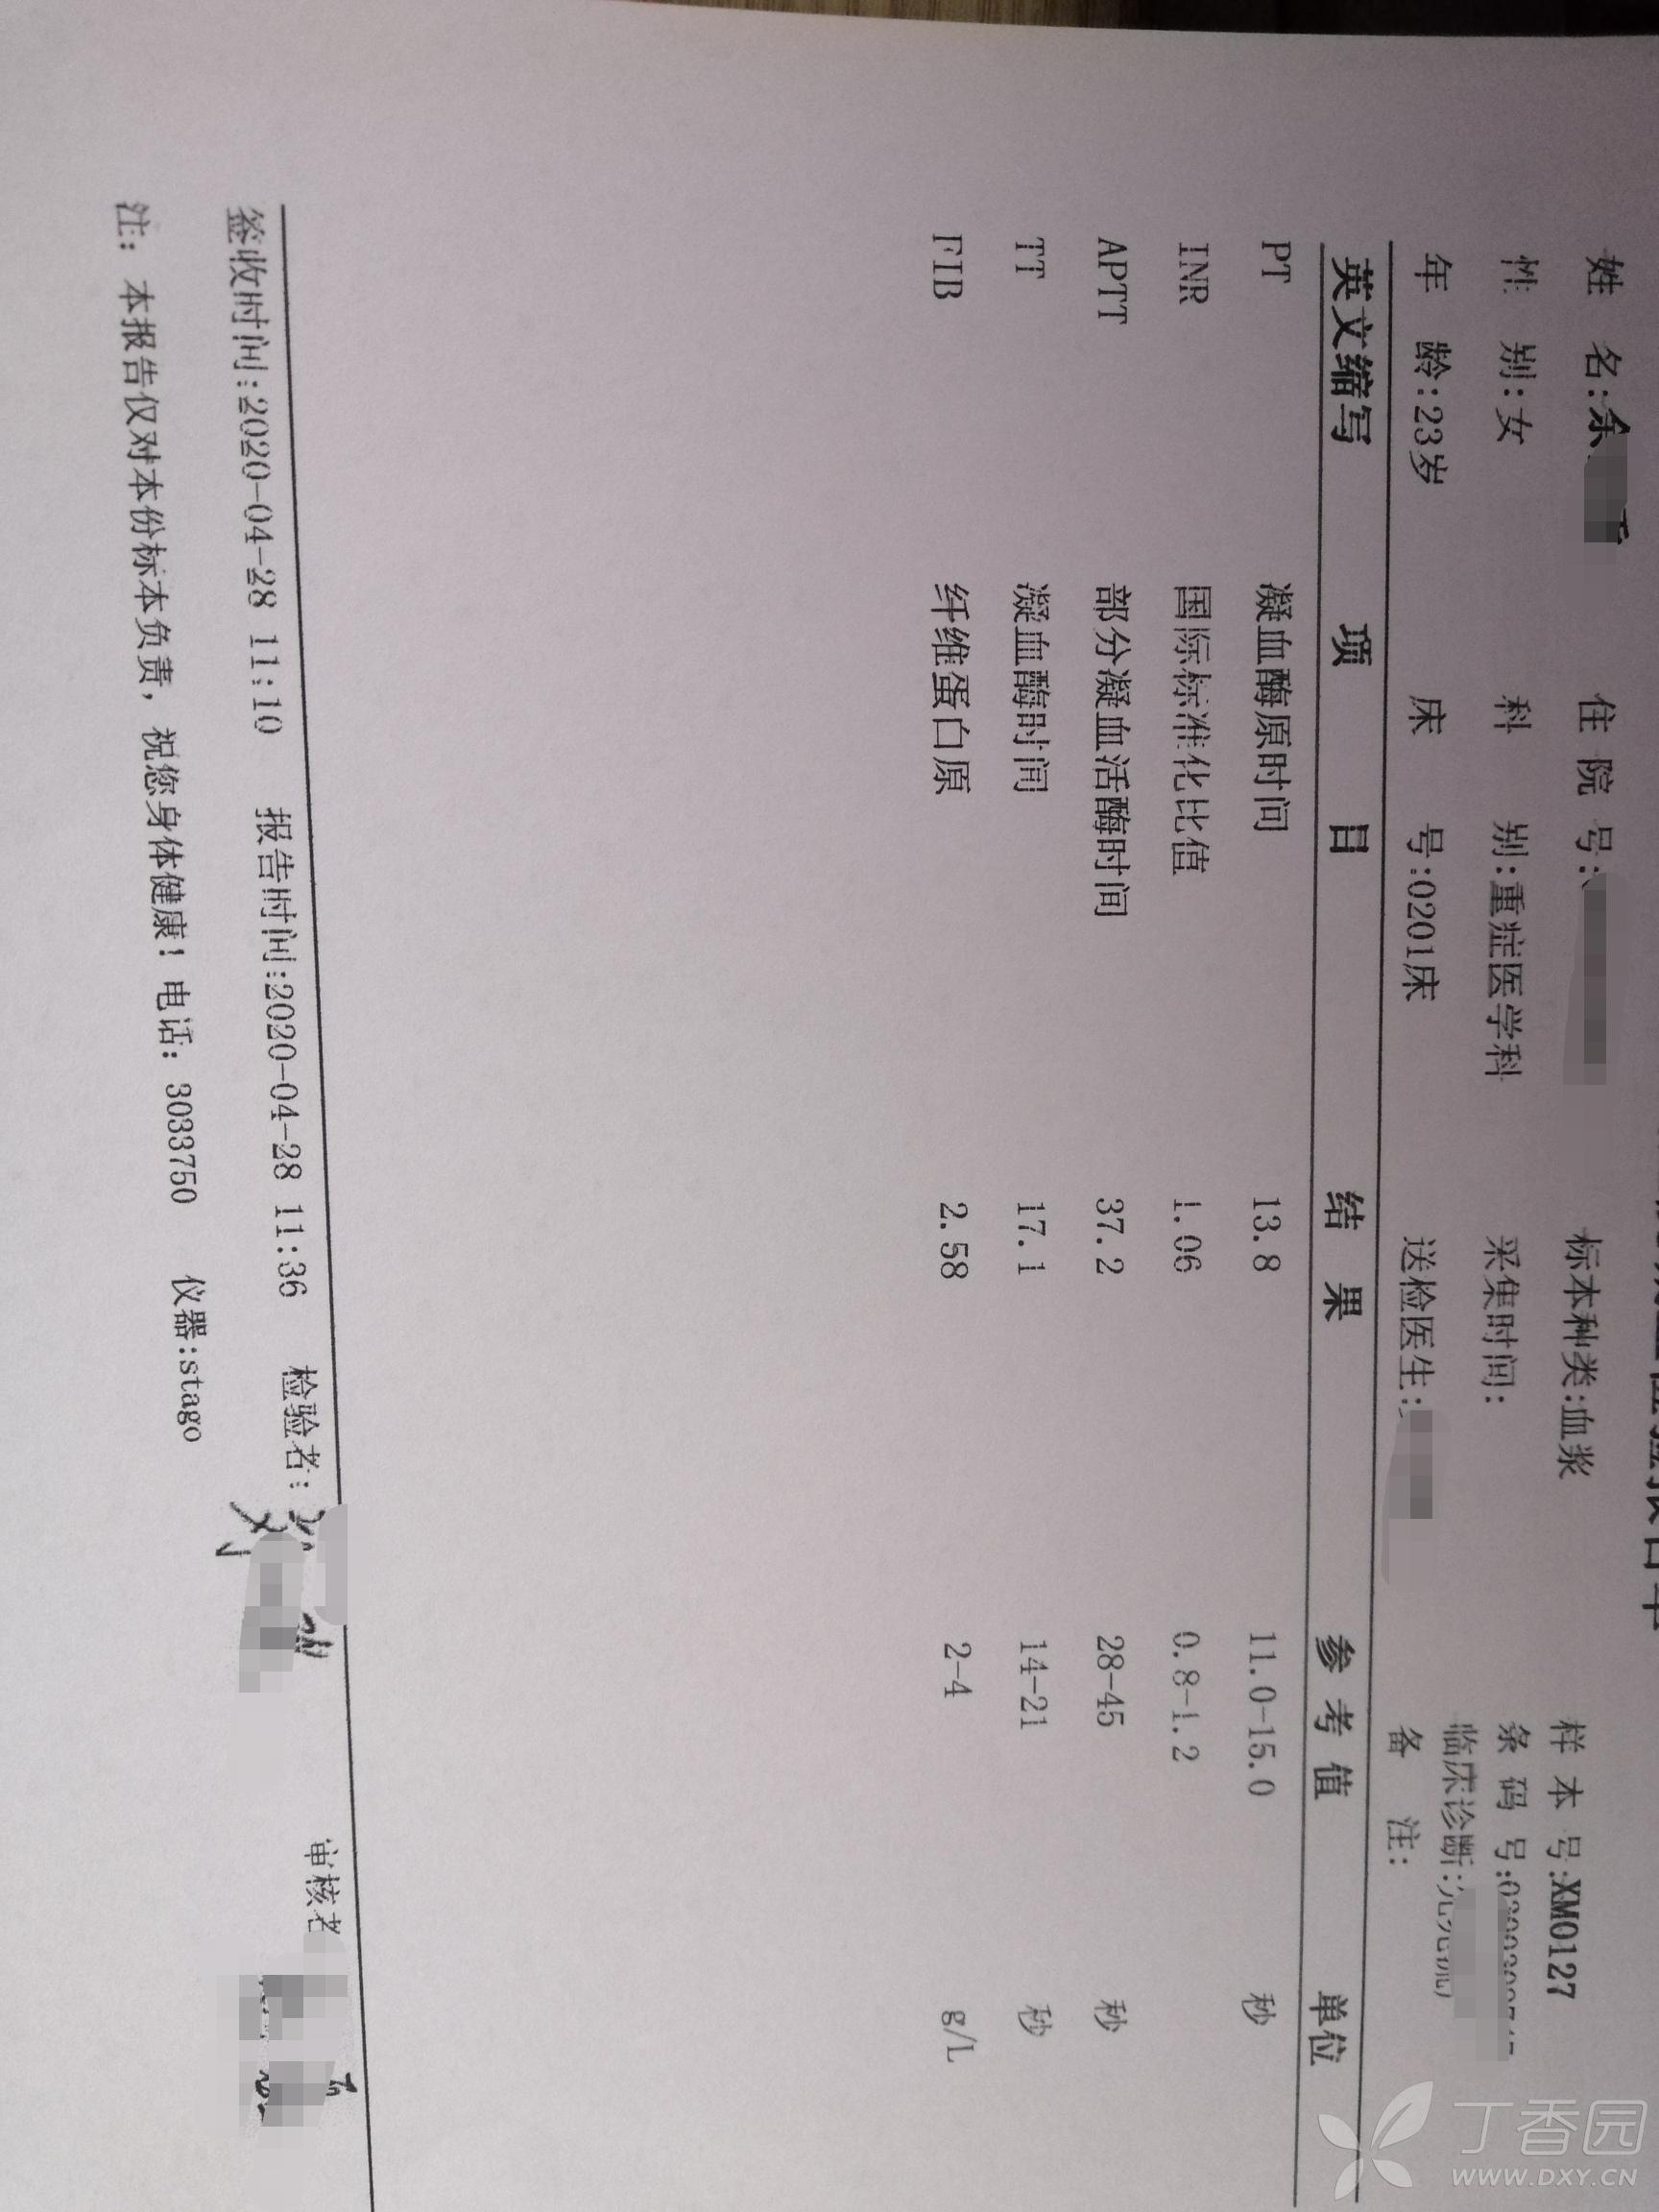 姓 名:余
住院号:
标本种类:血浆
样本号:XM0127
性 别:女
科 别:重症医学科
采集时间:
条码号:
年 龄:23岁
床 号:0201床
送检医生:
临床诊断:
备 注:
英文缩写 项 目 结 果 参考值 单位
PT 凝血酶原时间 13.8 11.0-15.0 秒
INR 国际标准化比值 1.06 0.8-1.2
APTT 部分凝血活酶时间 37.2 28-45 秒
TT 凝血酶时间 17.1 14-21 秒
FIB 纤维蛋白原 2.58 2-4 g/L
签收时间:2020-04-28 11:10 报告时间:2020-04-28 11:36 检验者: 审核者
注: 本报告仅对本份标本负责, 祝您身体健康! 电话: 3033750 仪器:stago
丁香园
WWW.DXY.CN